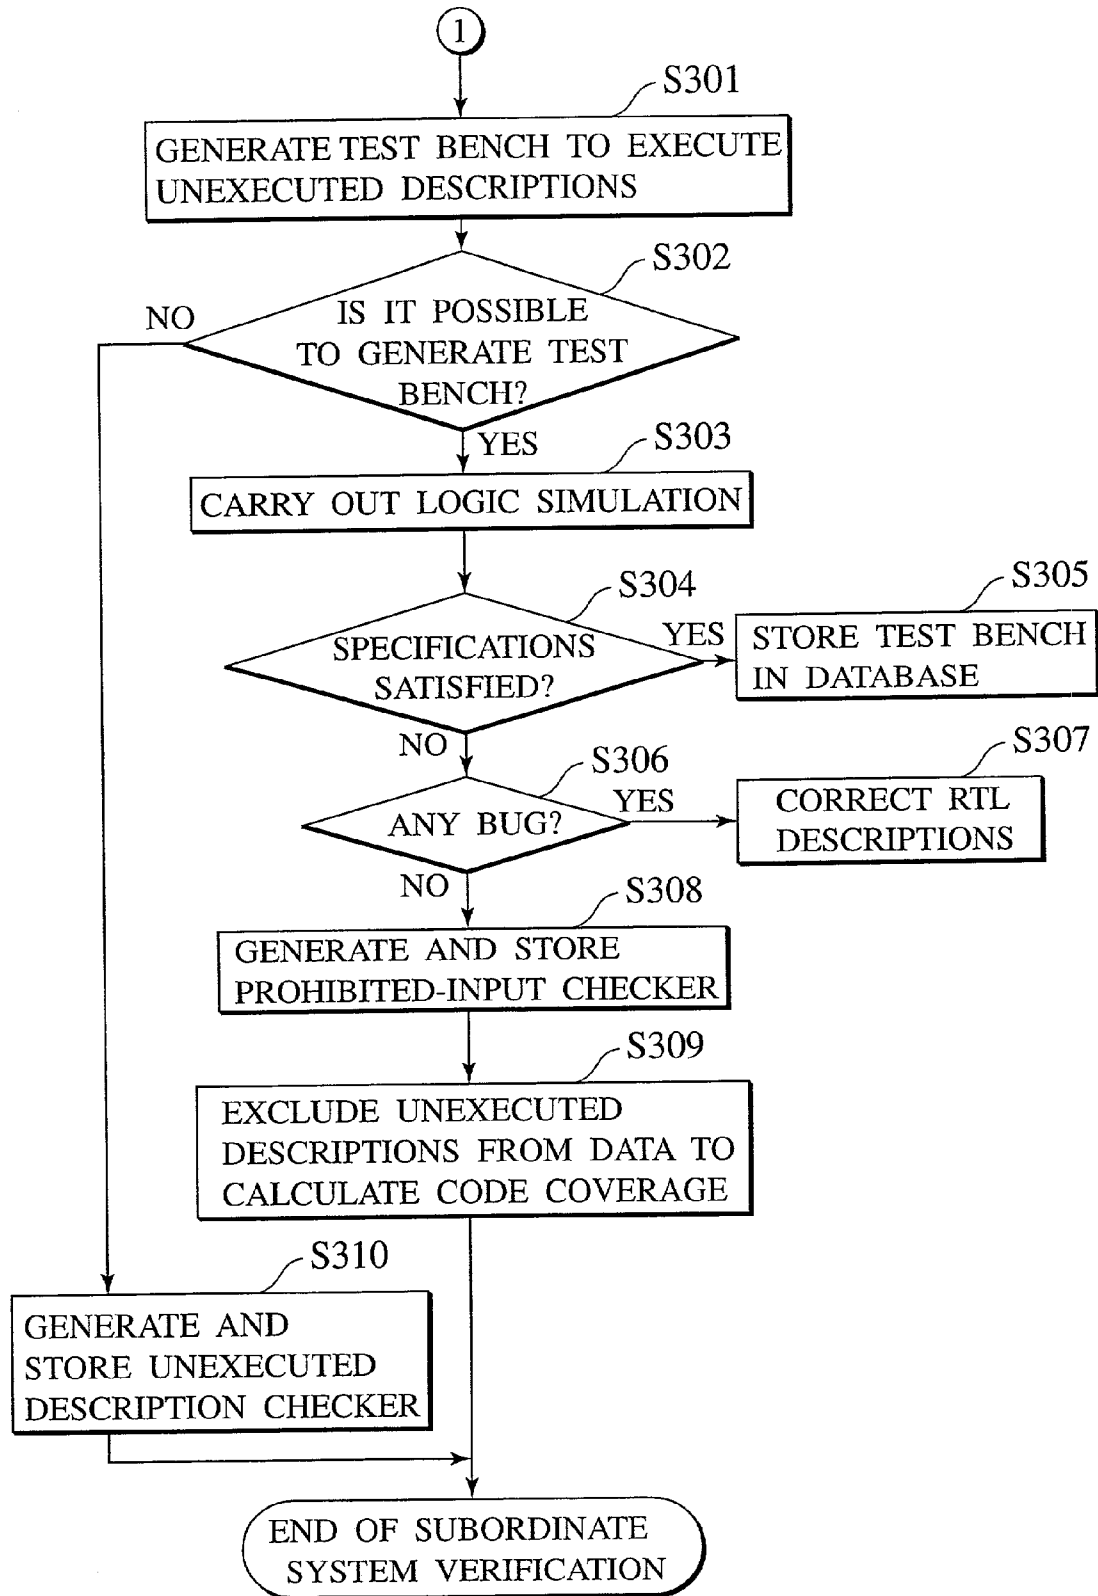 1
S301
GENERATE TEST BENCH TO EXECUTE
UNEXECUTED DESCRIPTIONS
S302
NO
IS IT POSSIBLE
TO GENERATE TEST
BENCH?
YES
S303
CARRY OUT LOGIC SIMULATION
S304
S305
SPECIFICATIONS
SATISFIED?
YES
STORE TEST BENCH
IN DATABASE
NO
S306
S307
ANY BUG?
YES
CORRECT RTL
DESCRIPTIONS
NO
S308
GENERATE AND STORE
PROHIBITED-INPUT CHECKER
S309
EXCLUDE UNEXECUTED
DESCRIPTIONS FROM DATA TO
CALCULATE CODE COVERAGE
S310
GENERATE AND
STORE UNEXECUTED
DESCRIPTION CHECKER
END OF SUBORDINATE
SYSTEM VERIFICATION